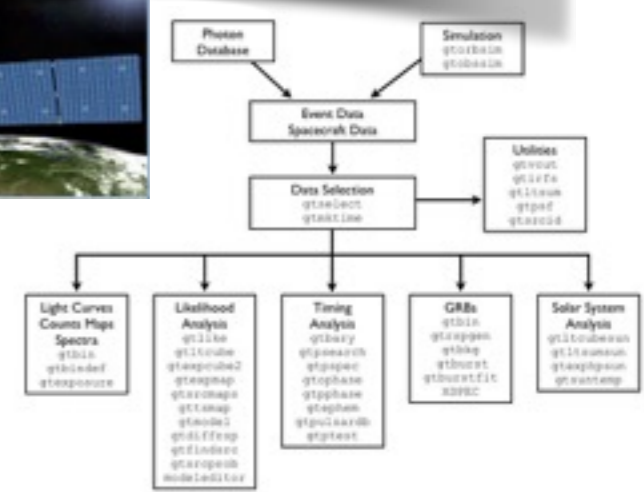 Photon
Database
Simulation
gtorbsim
gtobssim
Event Data
Spacecraft Data
Utilities
gtvcut
gtirfs
gtltsum
gtpsf
gtsrcid
Data Selection
gtselect
gtmktime
Light Curves
Counts Maps
Spectra
gtbin
gtbindef
gtexposure
Likelihood
Analysis
gtlike
gtltcube
gtexpcube2
gtexpmap
gtsrcmaps
gttsmap
gtmodel
gtdiffrsp
gtfindsrc
gtsrcprob
modeleditor
Timing
Analysis
gtbary
gtpsearch
gtpspec
gtophase
gtpphase
gtephem
gtpulsardb
gtptest
GRBs
gtbin
gtrspgen
gtbkg
gtburst
gtburstfit
XSPEC
Solar System
Analysis
gtltcubesun
gtltsumsun
gtexphpsun
gtsuntemp